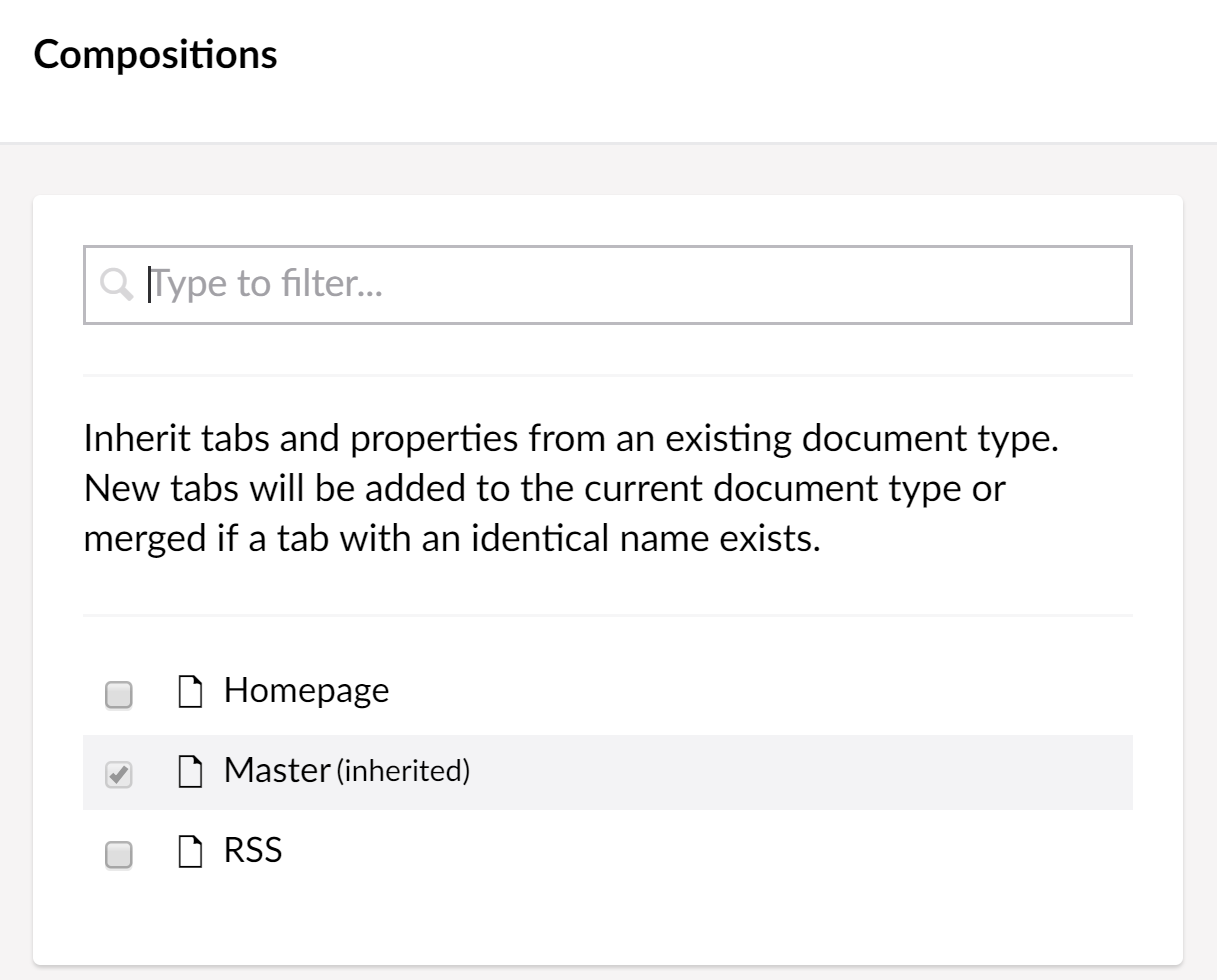 Compositions
Type to filter...
Inherit tabs and properties from an existing document type.
New tabs will be added to the current document type or
merged if a tab with an identical name exists.
Homepage
Master (inherited)
RSS